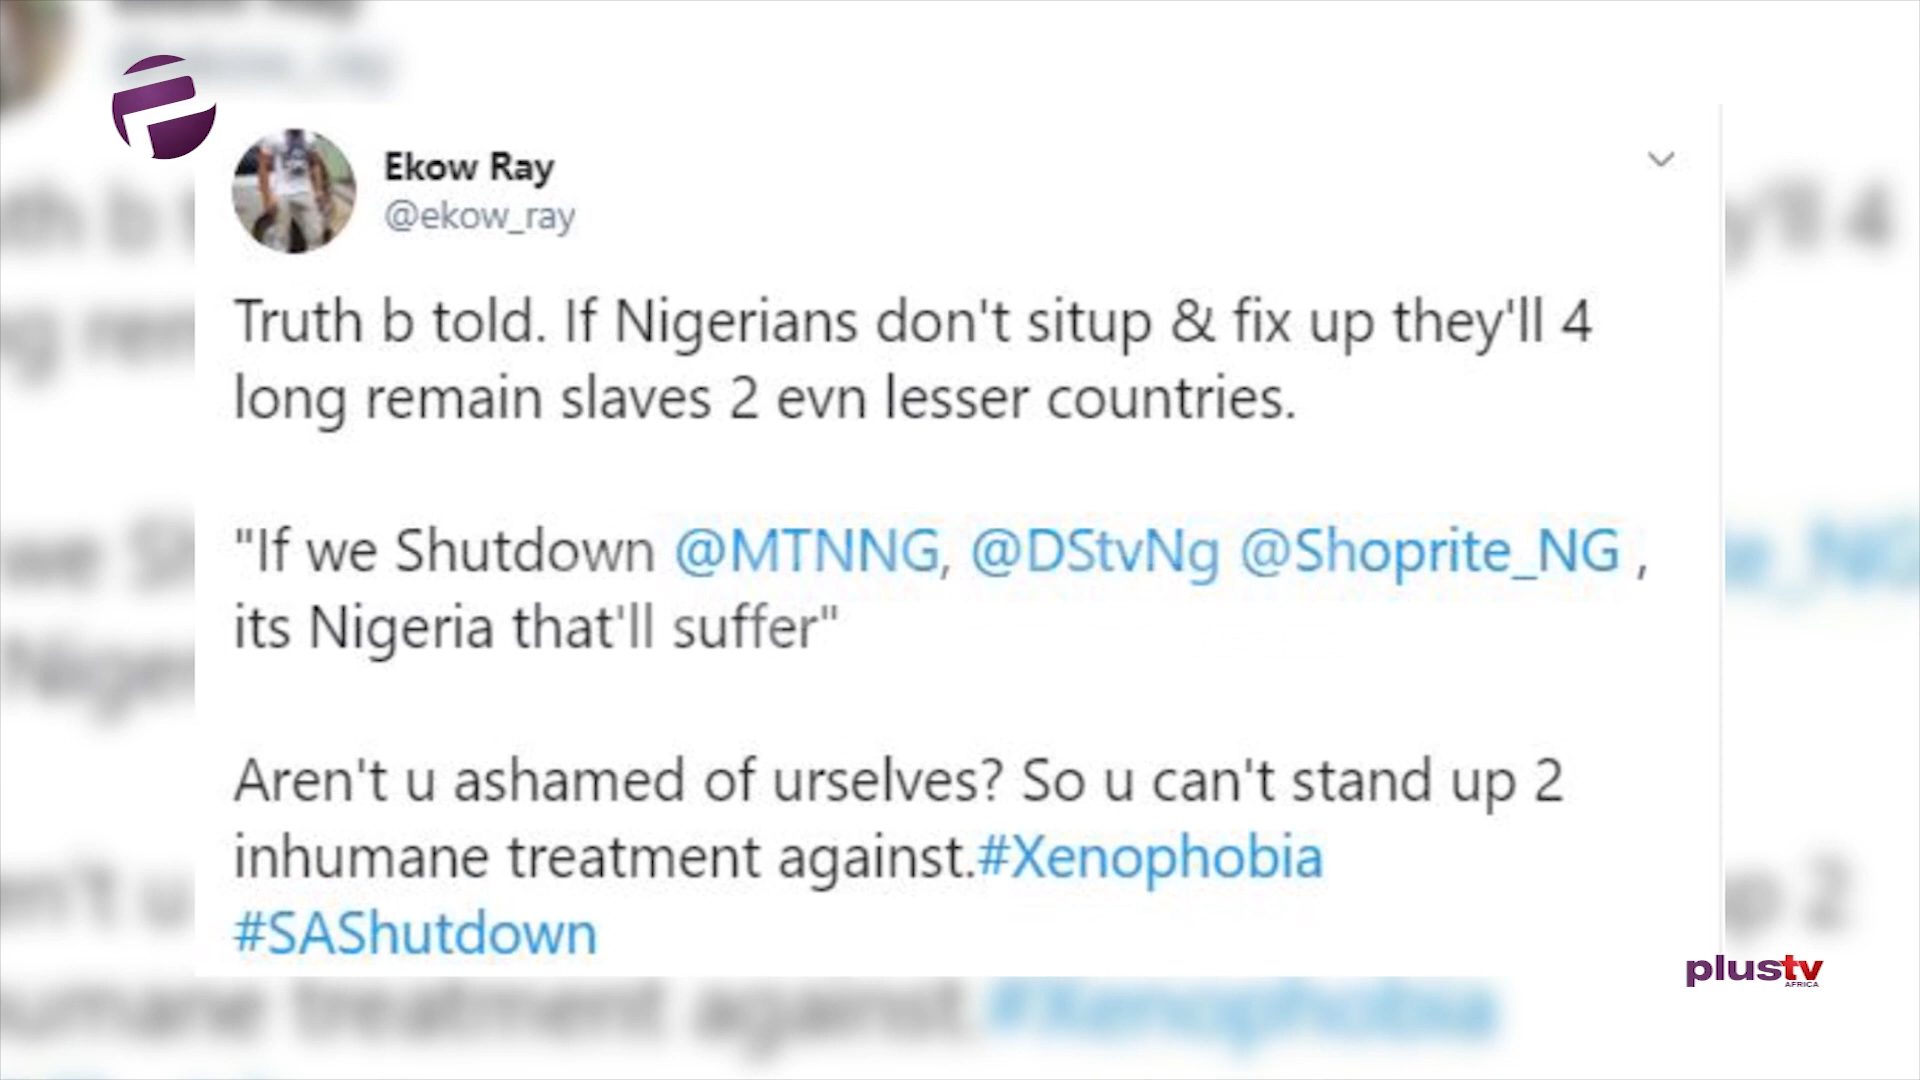 Ekow Ray
@ekow_ray
Truth b told. If Nigerians don't situp & fix up they'll 4
long remain slaves 2 evn lesser countries.
"If we Shutdown @MTNNG, @DStvNg @Shoprite_NG ,
its Nigeria that'll suffer"
Aren't u ashamed of urselves? So u can't stand up 2
inhumane treatment against.#Xenophobia
#SAShutdown
plustv
AFRICA